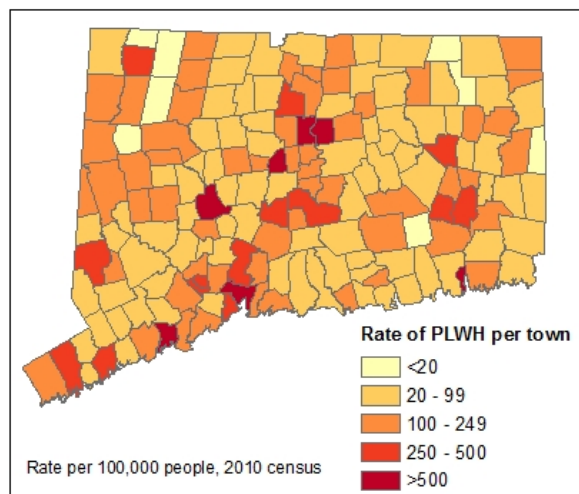 Rate of PLWH per town
<20
20 - 99
100 - 249
250 - 500
>500
Rate per 100,000 people, 2010 census